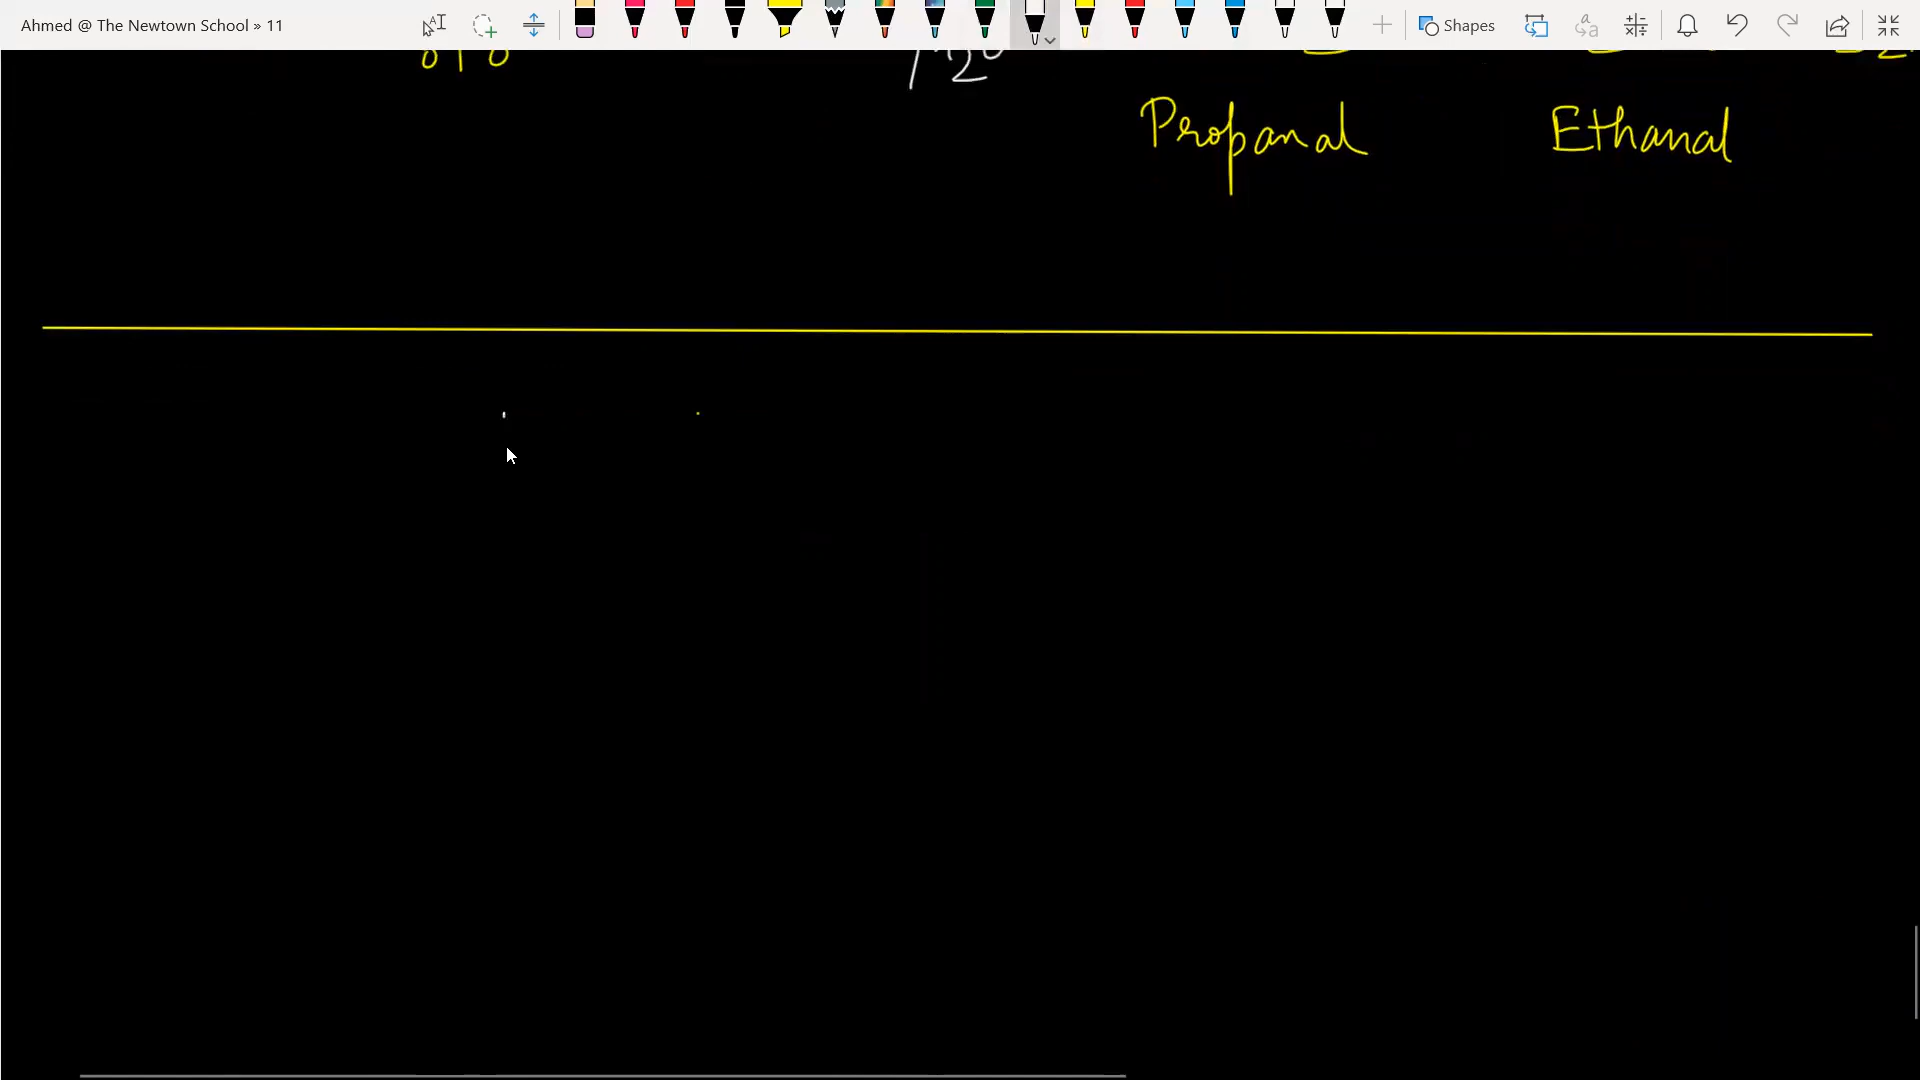 Ahmed @ The Newtown School » 11
Shapes
Propanal Ethanal